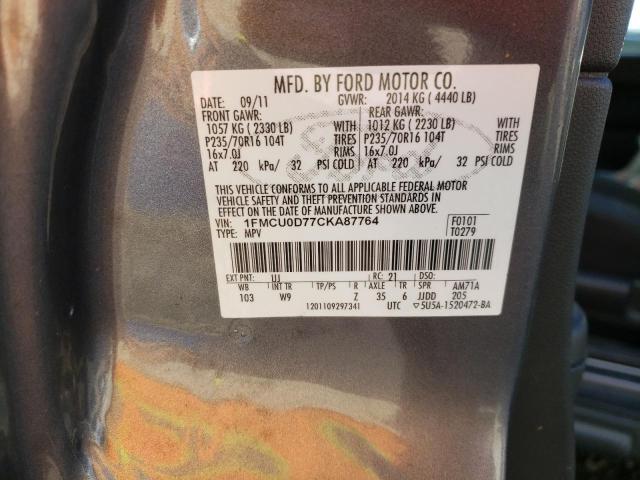 MFD. BY FORD MOTOR CO.
DATE: 09/11 GVWR: 2014 KG ( 4440 LB)
FRONT GAWR: REAR GAWR:
1057 KG ( 2330 LB) WITH 1012 KG ( 2230 LB) WITH
P235/70R16 104T TIRES P235/70R16 104T TIRES
16x7.0J RIMS 16x7.0J RIMS
AT 220 kPa/ 32 PSI COLD AT 220 kPa/ 32 PSI COLD
THIS VEHICLE CONFORMS TO ALL APPLICABLE FEDERAL MOTOR
VEHICLE SAFETY AND THEFT PREVENTION STANDARDS IN
EFFECT ON THE DATE OF MANUFACTURE SHOWN ABOVE.
VIN: 1FMCU0D77CKA87764 F0101
TYPE: MPV T0279
EXT PNT: UJ RC: 21 DSO:
WB INT TR TP/PS R AXLE TR SPR AM71A
103 W9 Z 35 6 JJDD 205
1201109297341 UTC ▽5U5A-1520472-BA